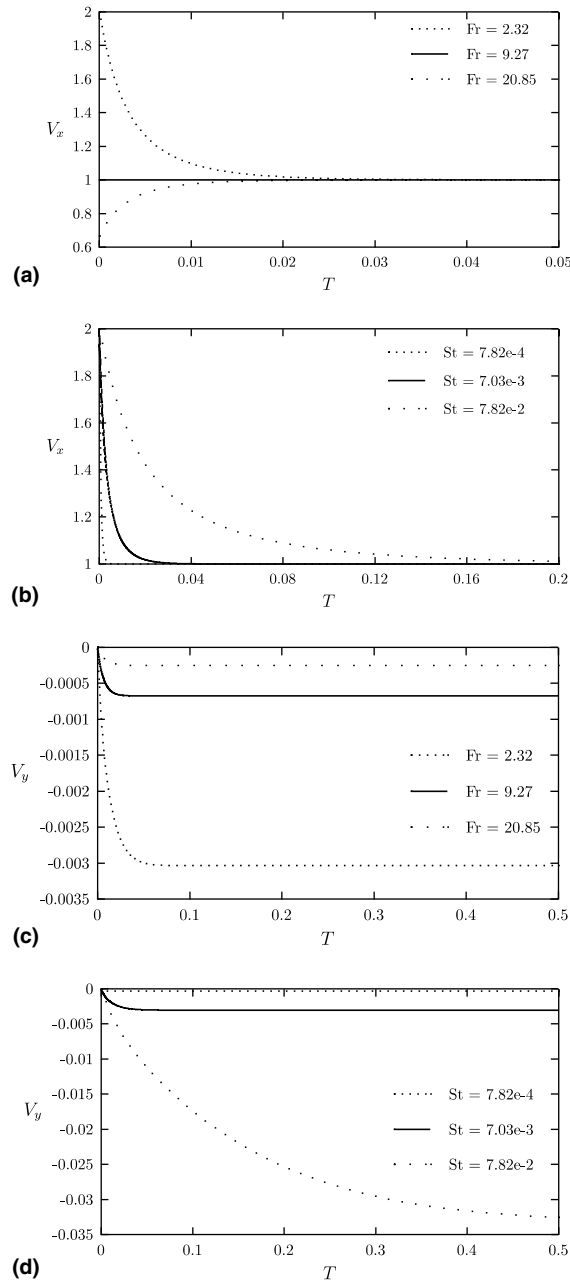 2
1.8
1.6
1.4
1.2
1
0.8
0.6
V_x
Fr = 2.32
Fr = 9.27
Fr = 20.85
0 0.01 0.02 0.03 0.04 0.05
T
(a)
2
1.8
1.6
1.4
1.2
1
V_x
St = 7.82e-4
St = 7.03e-3
St = 7.82e-2
0 0.04 0.08 0.12 0.16 0.2
T
(b)
0
-0.0005
-0.001
-0.0015
-0.002
-0.0025
-0.003
-0.0035
V_y
Fr = 2.32
Fr = 9.27
Fr = 20.85
0 0.1 0.2 0.3 0.4 0.5
T
(c)
0
-0.005
-0.01
-0.015
-0.02
-0.025
-0.03
-0.035
V_y
St = 7.82e-4
St = 7.03e-3
St = 7.82e-2
0 0.1 0.2 0.3 0.4 0.5
T
(d)